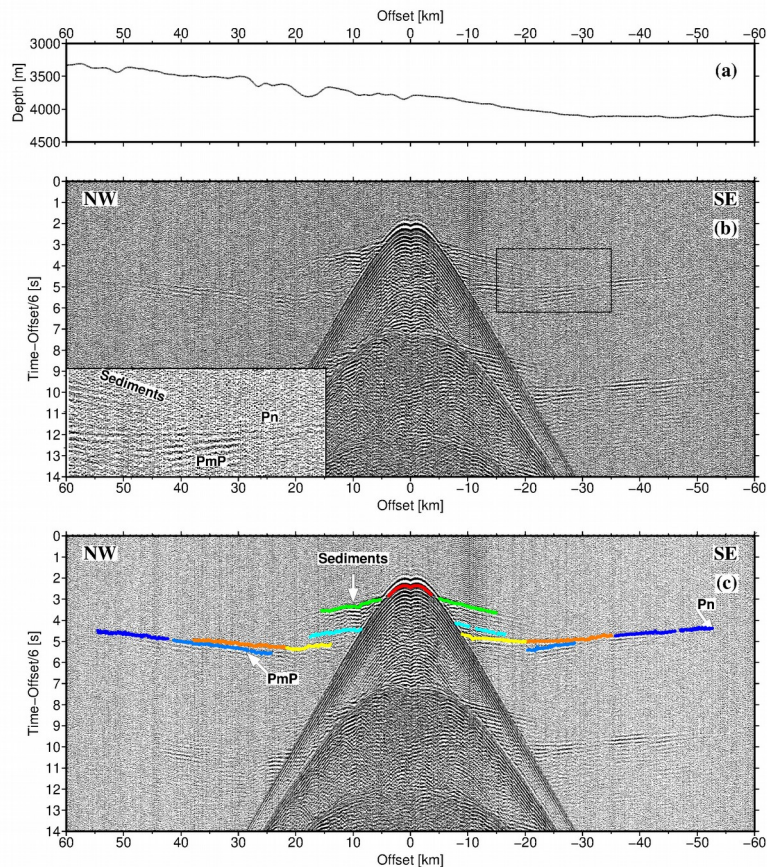 Offset [km]
60 50 40 30 20 10 0 −10 −20 −30 −40 −50 −60
3000
3500
4000
4500
Depth [m]
(a)
0
1
2
3
4
5
6
7
8
9
10
11
12
13
14
Time−Offset/6 [s]
NW
SE
(b)
Sediments
Pn
PmP
60 50 40 30 20 10 0 −10 −20 −30 −40 −50 −60
Offset [km]
0
1
2
3
4
5
6
7
8
9
10
11
12
13
14
Time−Offset/6 [s]
NW
SE
Sediments
(c)
Pn
PmP
60 50 40 30 20 10 0 −10 −20 −30 −40 −50 −60
Offset [km]